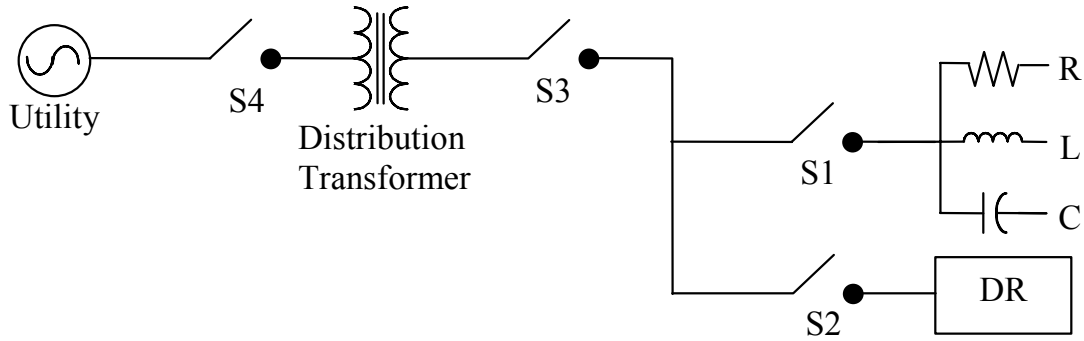 Utility
S4
Distribution
Transformer
S3
S1
R
L
C
S2
DR